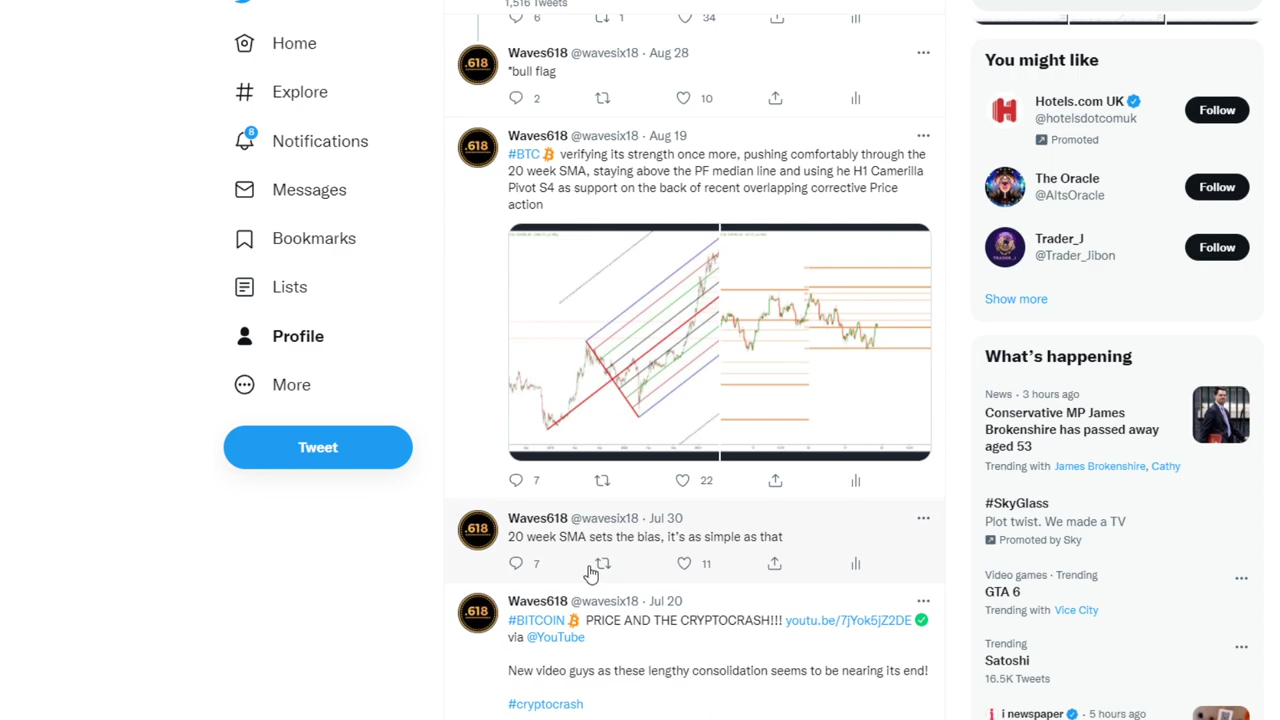 1,516 Tweets
6 1 34
Waves618 @wavesix18 · Aug 28
*bull flag
2 10
Waves618 @wavesix18 · Aug 19
#BTC verifying its strength once more, pushing comfortably through the
20 week SMA, staying above the PF median line and using he H1 Camerilla
Pivot S4 as support on the back of recent overlapping corrective Price
action
7 22
.618 Waves618 @wavesix18 · Jul 30
20 week SMA sets the bias, it's as simple as that
7 11
Waves618 @wavesix18 · Jul 20
#BITCOIN PRICE AND THE CRYPTOCRASH!!! youtu.be/7jYok5jZ2DE
via @YouTube
New video guys as these lengthy consolidation seems to be nearing its end!
#cryptocrash
Home
Explore
8
Notifications
Messages
Bookmarks
Lists
Profile
More
Tweet
You might like
Hotels.com UK
@hotelsdotcomuk
Promoted
Follow
The Oracle
@AltsOracle
Follow
Trader_J
@Trader_Jibon
Follow
Show more
What's happening
News · 3 hours ago
Conservative MP James
Brokenshire has passed away
aged 53
Trending with James Brokenshire, Cathy
#SkyGlass
Plot twist. We made a TV
Promoted by Sky
Video games · Trending
GTA 6
Trending with Vice City
Trending
Satoshi
16.5K Tweets
i newspaper · 5 hours ago